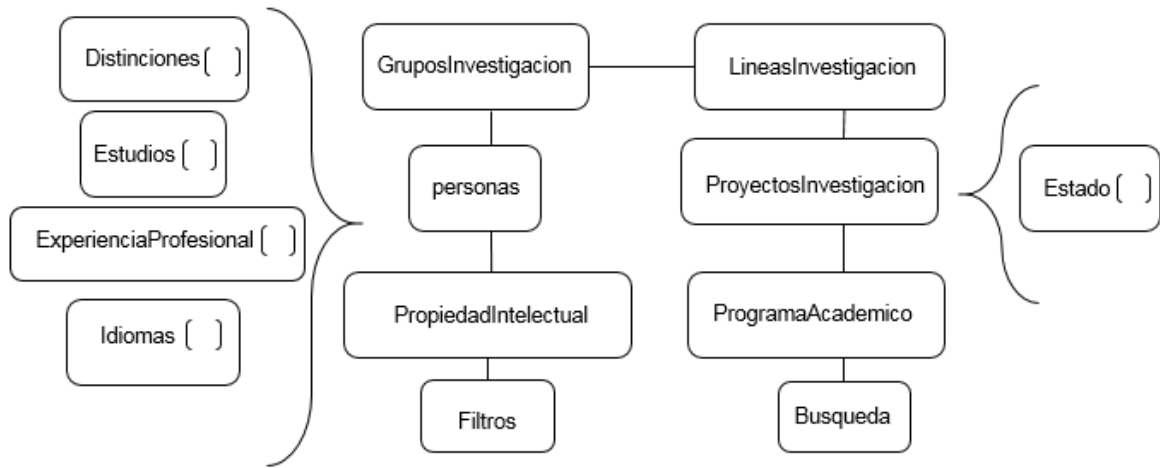 Distinciones [ ]
Estudios [ ]
ExperienciaProfesional [ ]
Idiomas [ ]
GruposInvestigacion
personas
PropiedadIntelectual
Filtros
LineasInvestigacion
ProyectosInvestigacion
ProgramaAcademico
Busqueda
Estado [ ]